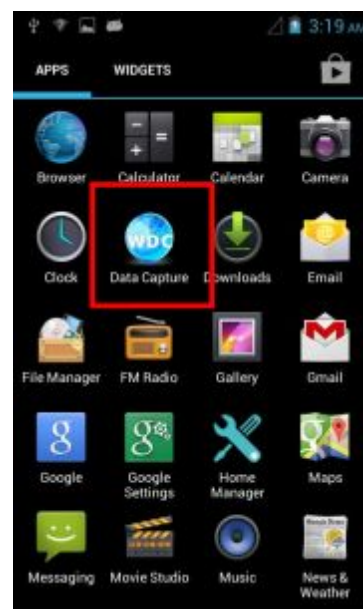 3:19 AM
APPS WIDGETS
Browser Calculator Calendar Camera
WDC
Clock Data Capture Downloads Email
File Manager FM Radio Gallery Gmail
g g
Google Google Settings Home Manager Maps
Messaging Movie Studio Music News & Weather